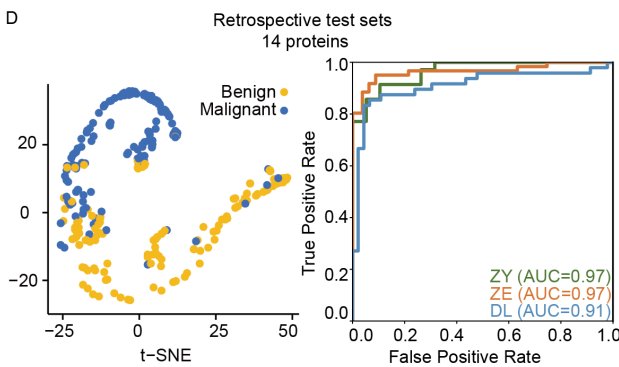 D
Retrospective test sets
14 proteins
Benign
Malignant
20
0
−20
−25
0
25
50
t−SNE
True Positive Rate
1.0
0.8
0.6
0.4
0.2
0.0
ZY (AUC=0.97)
ZE (AUC=0.97)
DL (AUC=0.91)
0.0
0.2
0.4
0.6
0.8
1.0
False Positive Rate